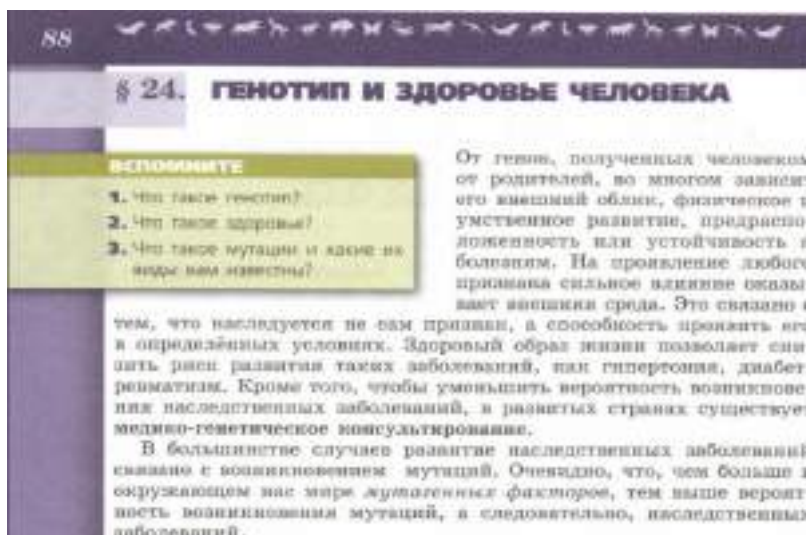 88
§ 24. ГЕНОТИП И ЗДОРОВЬЕ ЧЕЛОВЕКА
ВСПОМНИТЕ
1. Что такое генотип?
2. Что такое здоровье?
3. Что такое мутации и какие их
виды вам известны?
От генов, полученных человеком
от родителей, во многом зависит
его внешний облик, физическое и
умственное развитие, предраспо-
ложенность или устойчивость к
болезням. На проявление любого
признака сильное влияние оказы-
вает внешняя среда. Это связано с
тем, что наследуется не сам признак, а способность проявить его
в определённых условиях. Здоровый образ жизни позволяет сни-
зить риск развития таких заболеваний, как гипертония, диабет,
ревматизм. Кроме того, чтобы уменьшить вероятность возникнове-
ния наследственных заболеваний, в развитых странах существует
медико-генетическое консультирование.
В большинстве случаев развитие наследственных заболеваний
связано с возникновением мутаций. Очевидно, что, чем больше в
окружающем нас мире мутагенных факторов, тем выше вероят-
ность возникновения мутаций, а следовательно, наследственных
заболеваний.